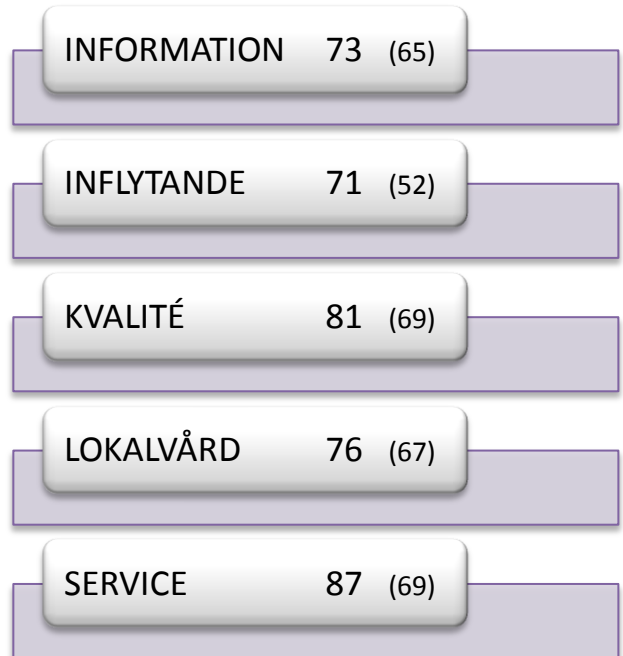 INFORMATION 73 (65)
INFLYTANDE 71 (52)
KVALITÉ 81 (69)
LOKALVÅRD 76 (67)
SERVICE 87 (69)